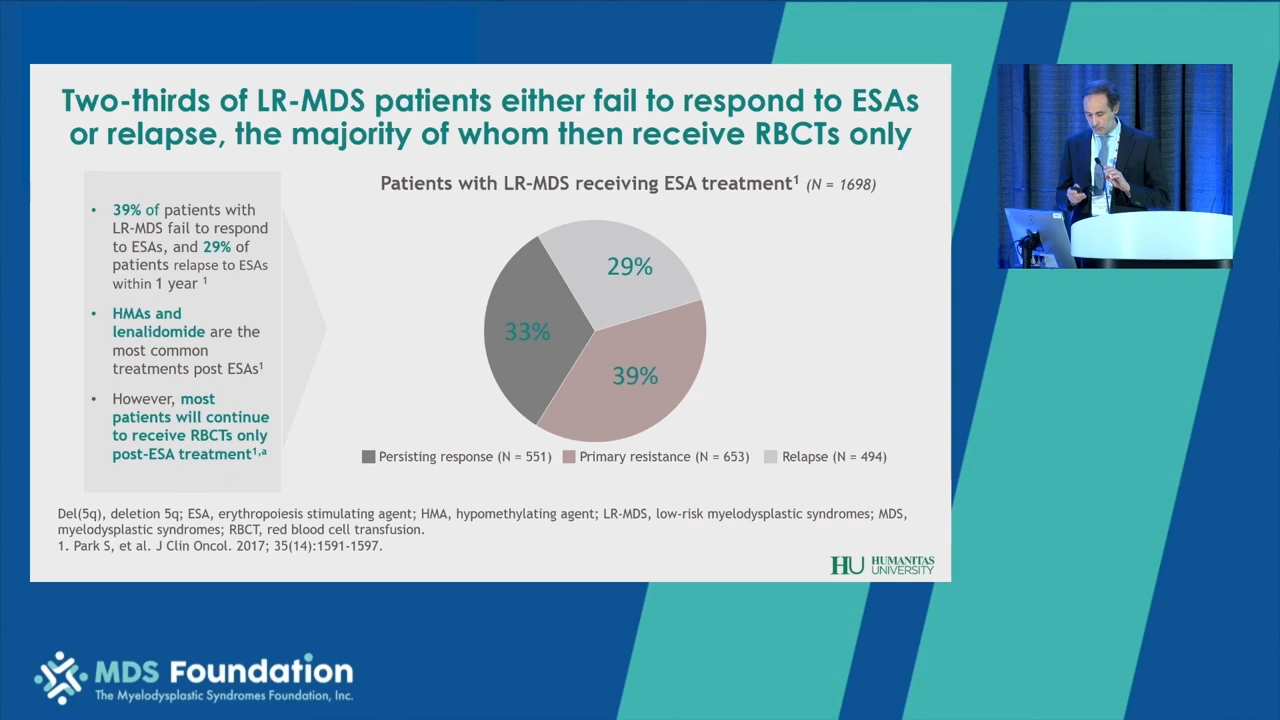 Two-thirds of LR-MDS patients either fail to respond to ESAs
or relapse, the majority of whom then receive RBCTs only
• 39% of patients with
LR-MDS fail to respond
to ESAs, and 29% of
patients relapse to ESAs
within 1 year 1
• HMAs and
lenalidomide are the
most common
treatments post ESAs1
• However, most
patients will continue
to receive RBCTs only
post-ESA treatment1,a
Patients with LR-MDS receiving ESA treatment1 (N = 1698)
29%
33%
39%
Persisting response (N = 551) Primary resistance (N = 653) Relapse (N = 494)
Del(5q), deletion 5q; ESA, erythropoiesis stimulating agent; HMA, hypomethylating agent; LR-MDS, low-risk myelodysplastic syndromes; MDS,
myelodysplastic syndromes; RBCT, red blood cell transfusion.
1. Park S, et al. J Clin Oncol. 2017; 35(14):1591-1597.
HU HUMANITAS
UNIVERSITY
MDS Foundation
The Myelodysplastic Syndromes Foundation, Inc.